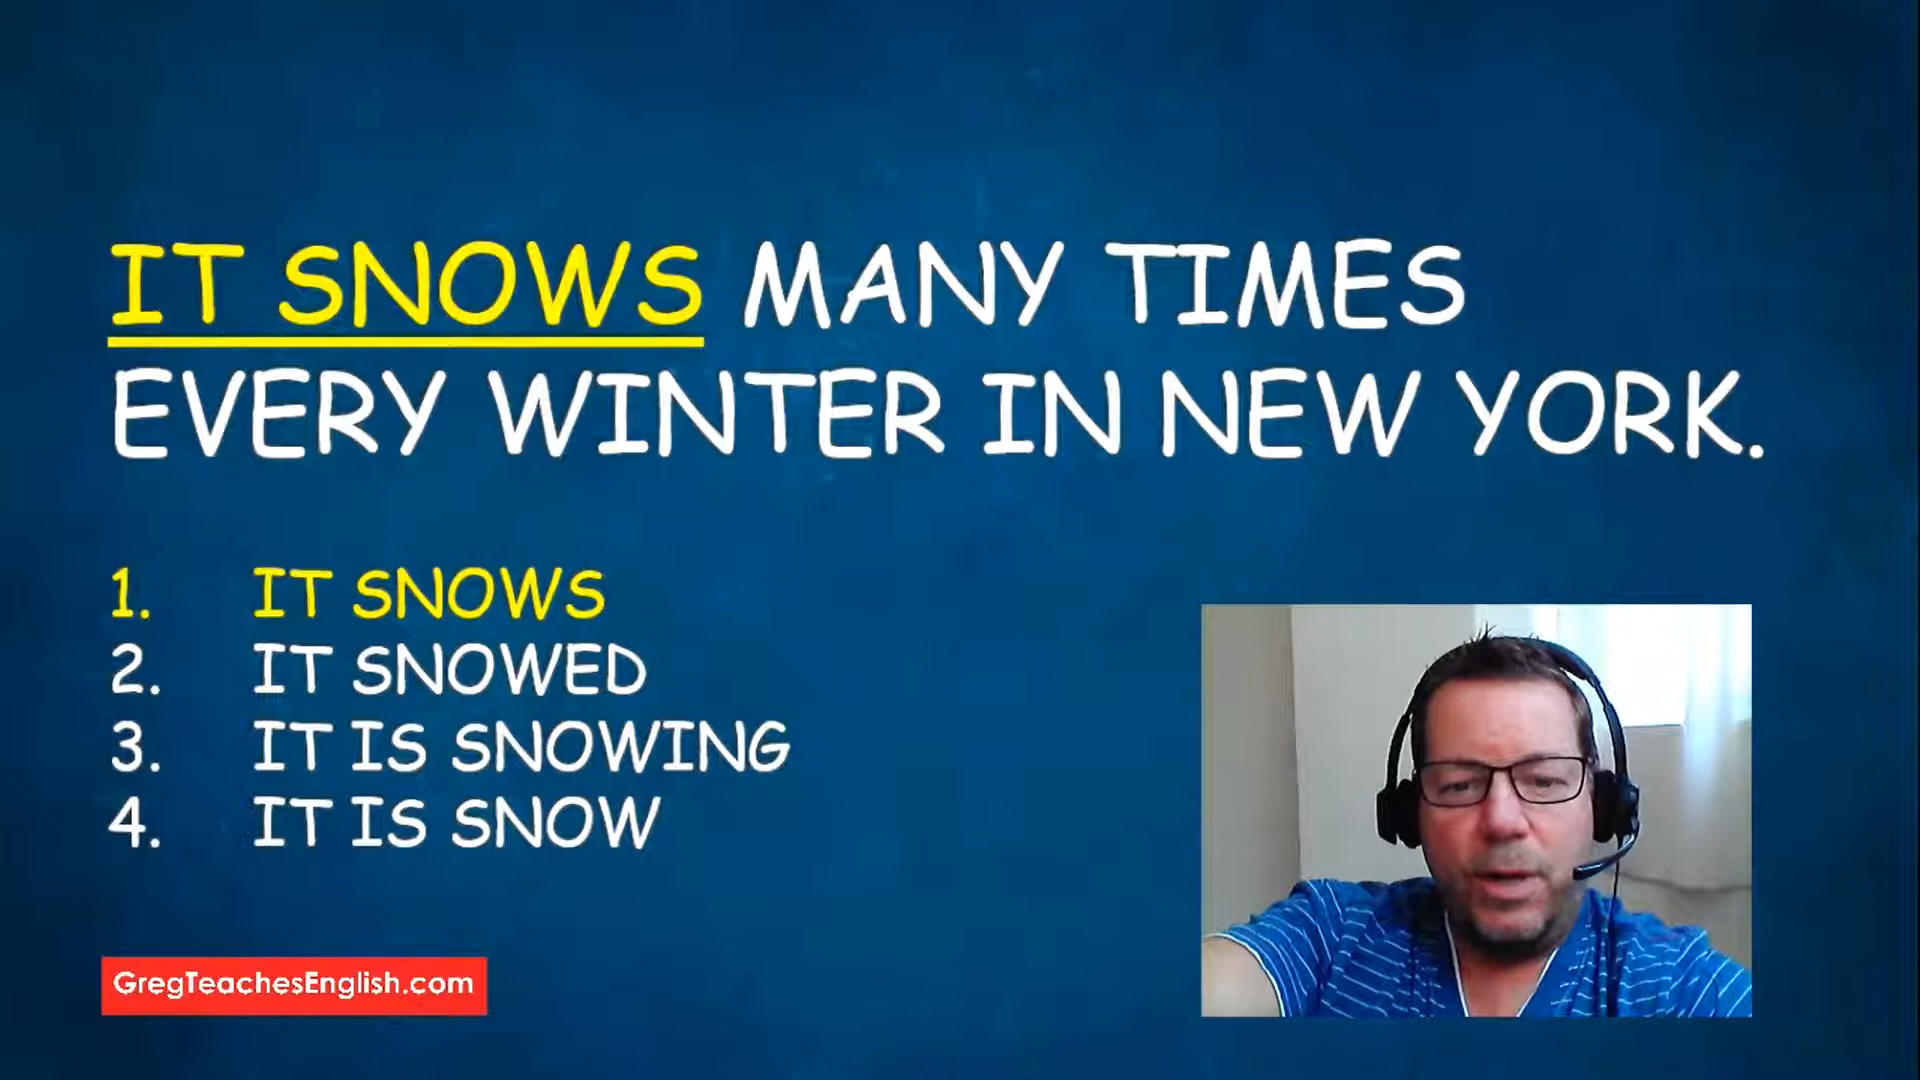 IT SNOWS MANY TIMES
EVERY WINTER IN NEW YORK.
1. IT SNOWS
2. IT SNOWED
3. IT IS SNOWING
4. IT IS SNOW
GregTeachesEnglish.com